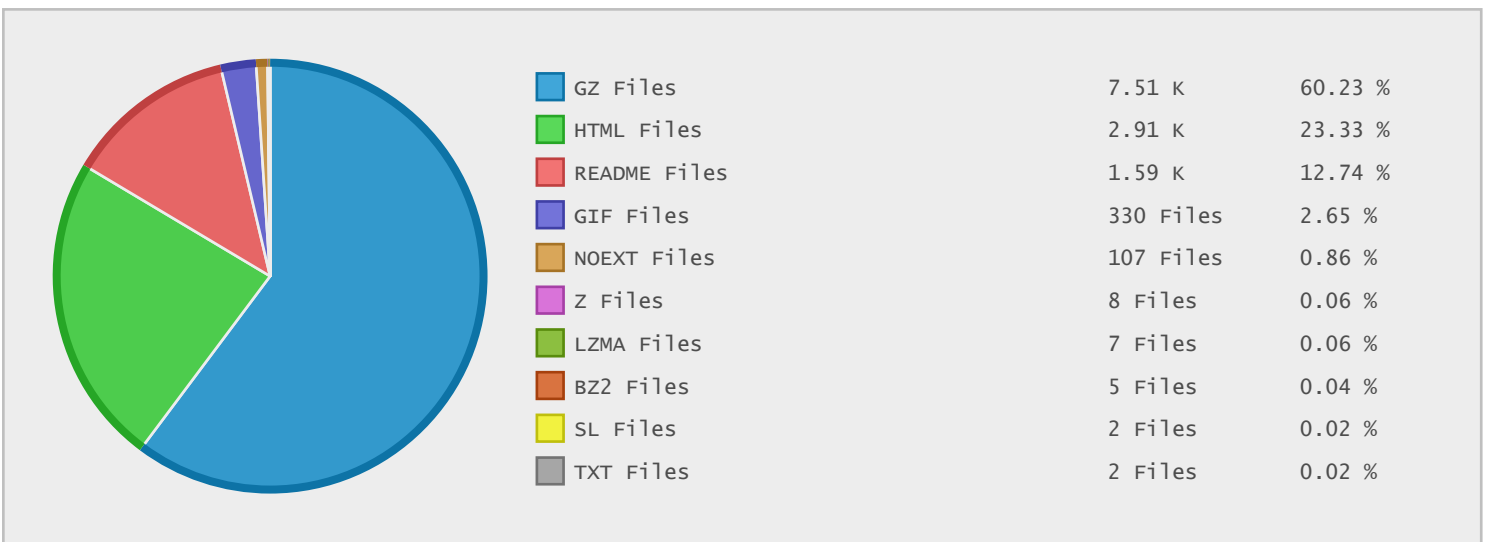 GZ Files 7.51 K 60.23 %
HTML Files 2.91 K 23.33 %
README Files 1.59 K 12.74 %
GIF Files 330 Files 2.65 %
NOEXT Files 107 Files 0.86 %
Z Files 8 Files 0.06 %
LZMA Files 7 Files 0.06 %
BZ2 Files 5 Files 0.04 %
SL Files 2 Files 0.02 %
TXT Files 2 Files 0.02 %